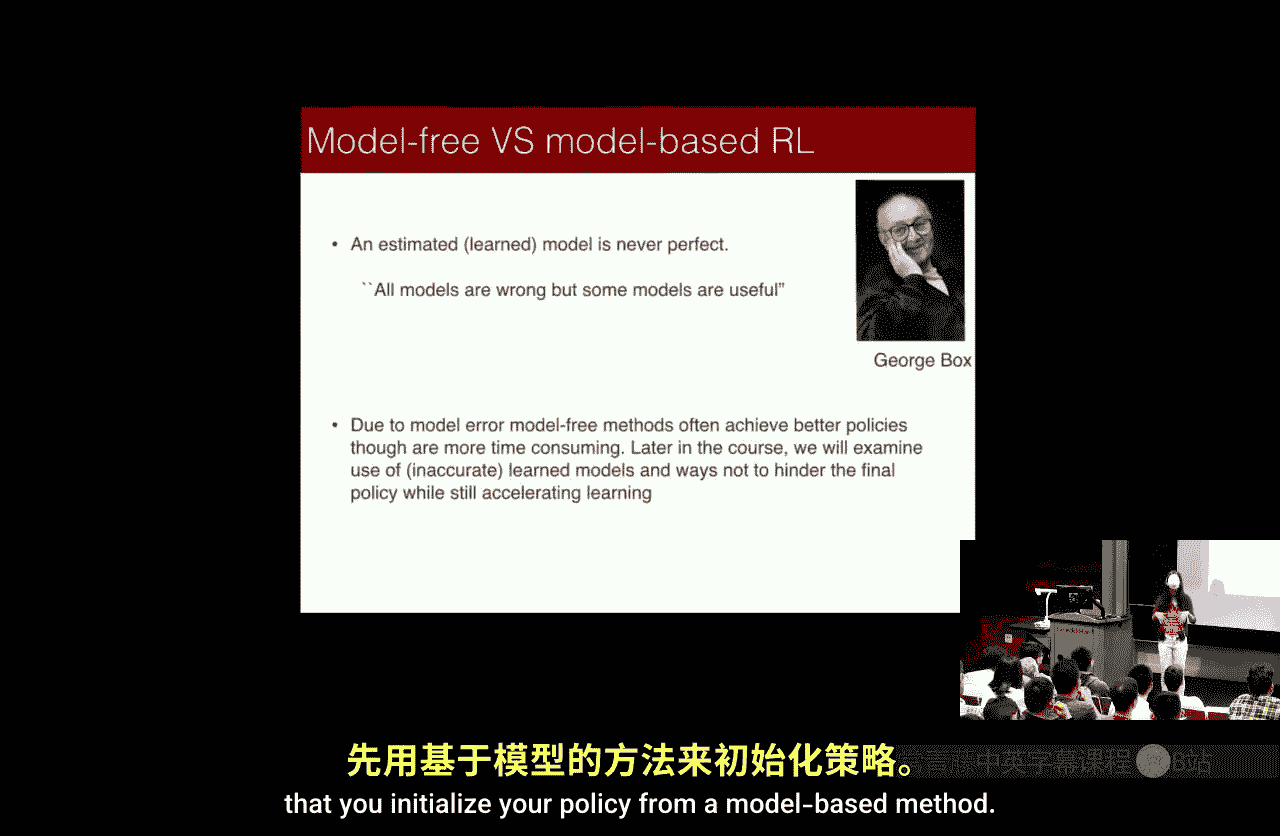 Model-free VS model-based RL
• An estimated (learned) model is never perfect.
``All models are wrong but some models are useful”
George Box
• Due to model error model-free methods often achieve better policies
though are more time consuming. Later in the course, we will examine
use of (inaccurate) learned models and ways not to hinder the final
policy while still accelerating learning
先用基于模型的方法来初始化策略。
中英字幕课程 B站
that you initialize your policy from a model-based method.